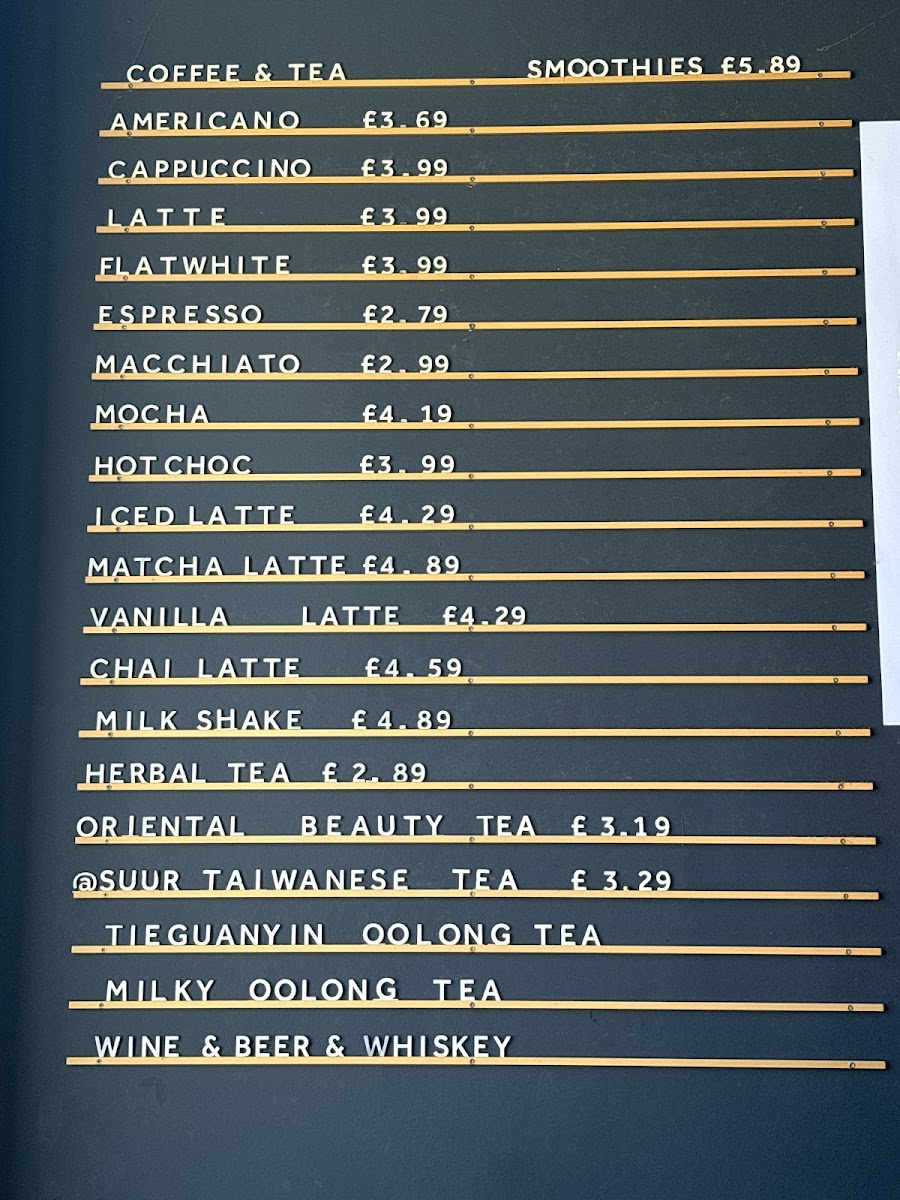 COFFEE & TEA SMOOTHIES £5.89
AMERICANO £3.69
CAPPUCCINO £3.99
LATTE £3.99
FLATWHITE £3.99
ESPRESSO £2.79
MACCHIATO £2.99
MOCHA £4.19
HOT CHOC £3.99
ICED LATTE £4.29
MATCHA LATTE £4.89
VANILLA LATTE £4.29
CHAI LATTE £4.59
MILK SHAKE £4.89
HERBAL TEA £2.89
ORIENTAL BEAUTY TEA £3.19
@SUUR TAIWANESE TEA £3.29
TIEGUANYIN OOLONG TEA
MILKY OOLONG TEA
WINE & BEER & WHISKEY